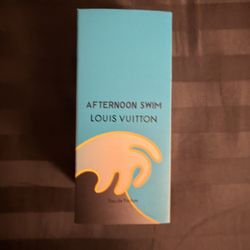 AFTERNOON SWIM
LOUIS VUITTON
Eau de Parfum